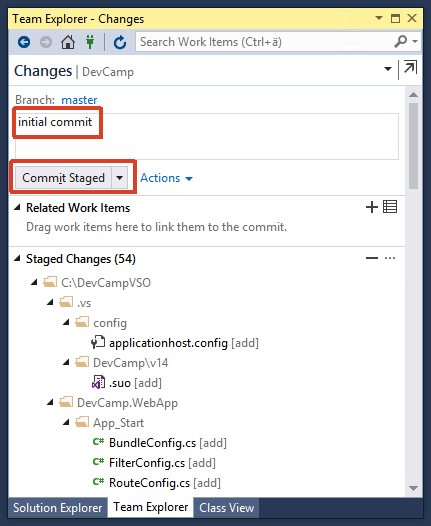 Team Explorer - Changes
Search Work Items (Ctrl+ä)
Changes | DevCamp
Branch: master
initial commit
Commit Staged Actions
Related Work Items
Drag work items here to link them to the commit.
Staged Changes (54)
C:\DevCampVSO
.vs
config
applicationhost.config [add]
DevCamp\v14
.suo [add]
DevCamp.WebApp
App_Start
C# BundleConfig.cs [add]
C# FilterConfig.cs [add]
C# RouteConfig.cs [add]
Solution Explorer Team Explorer Class View